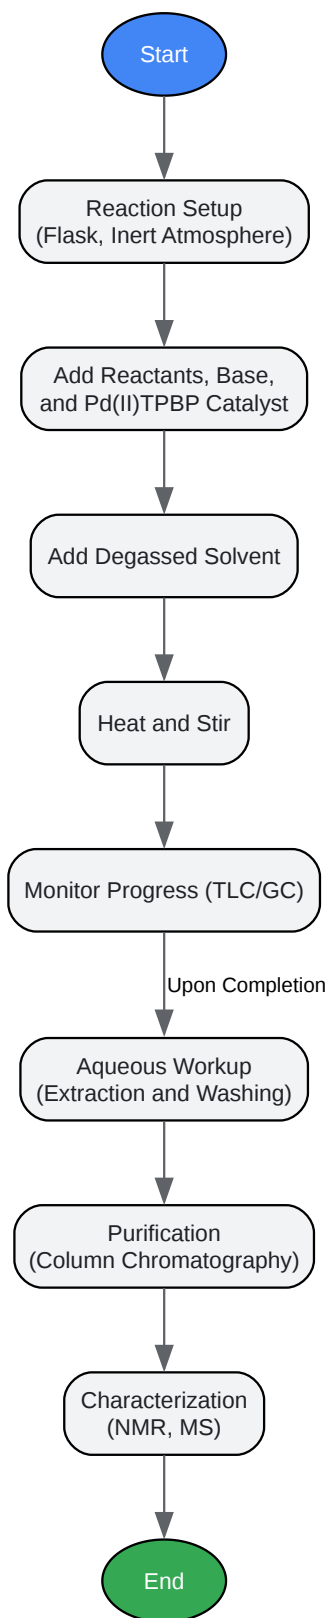 Start
Reaction Setup
(Flask, Inert Atmosphere)
Add Reactants, Base,
and Pd(II)TPBP Catalyst
Add Degassed Solvent
Heat and Stir
Monitor Progress (TLC/GC)
Upon Completion
Aqueous Workup
(Extraction and Washing)
Purification
(Column Chromatography)
Characterization
(NMR, MS)
End